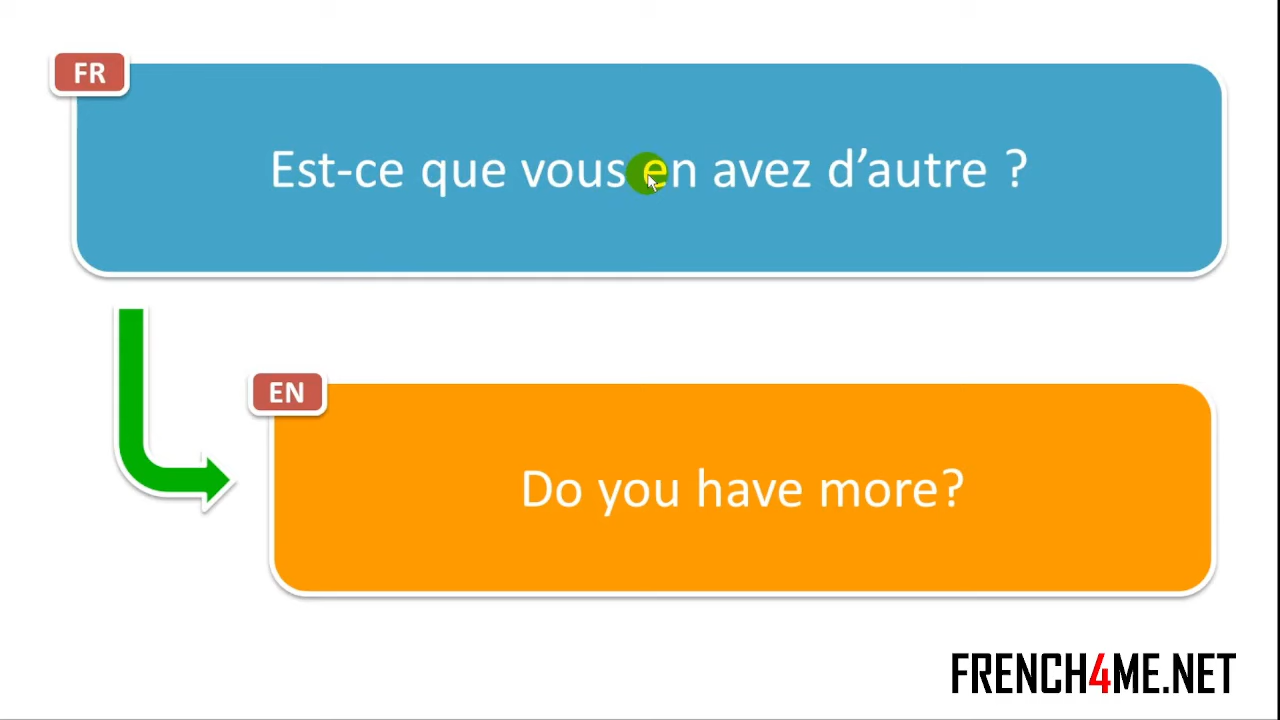 FR
Est-ce que vous en avez d’autre ?
EN
Do you have more?
FRENCH4ME.NET